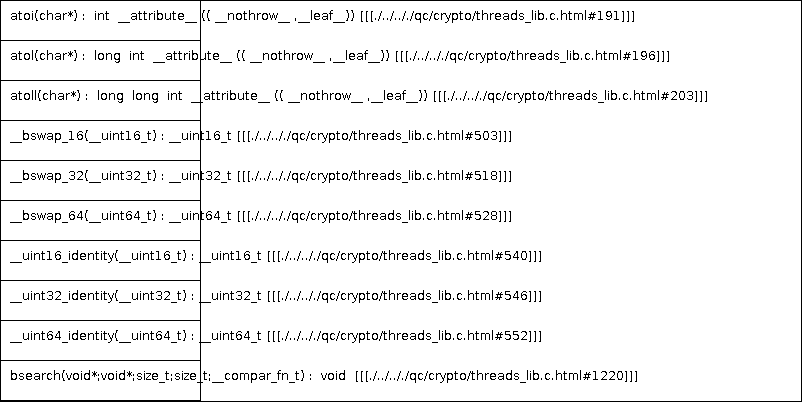 atoi(char*) : int __attribute__ (( __nothrow__ ,__leaf__)) [[[./../.././qc/crypto/threads_lib.c.html#191]]]
atol(char*) : long int __attribute__ (( __nothrow__ ,__leaf__)) [[[./../.././qc/crypto/threads_lib.c.html#196]]]
atoll(char*) : long long int __attribute__ (( __nothrow__ ,__leaf__)) [[[./../.././qc/crypto/threads_lib.c.html#203]]]
__bswap_16(__uint16_t) : __uint16_t [[[./../.././qc/crypto/threads_lib.c.html#503]]]
__bswap_32(__uint32_t) : __uint32_t [[[./../.././qc/crypto/threads_lib.c.html#518]]]
__bswap_64(__uint64_t) : __uint64_t [[[./../.././qc/crypto/threads_lib.c.html#528]]]
__uint16_identity(__uint16_t) : __uint16_t [[[./../.././qc/crypto/threads_lib.c.html#540]]]
__uint32_identity(__uint32_t) : __uint32_t [[[./../.././qc/crypto/threads_lib.c.html#546]]]
__uint64_identity(__uint64_t) : __uint64_t [[[./../.././qc/crypto/threads_lib.c.html#552]]]
bsearch(void*;void*;size_t;size_t;__compar_fn_t) : void [[[./../.././qc/crypto/threads_lib.c.html#1220]]]